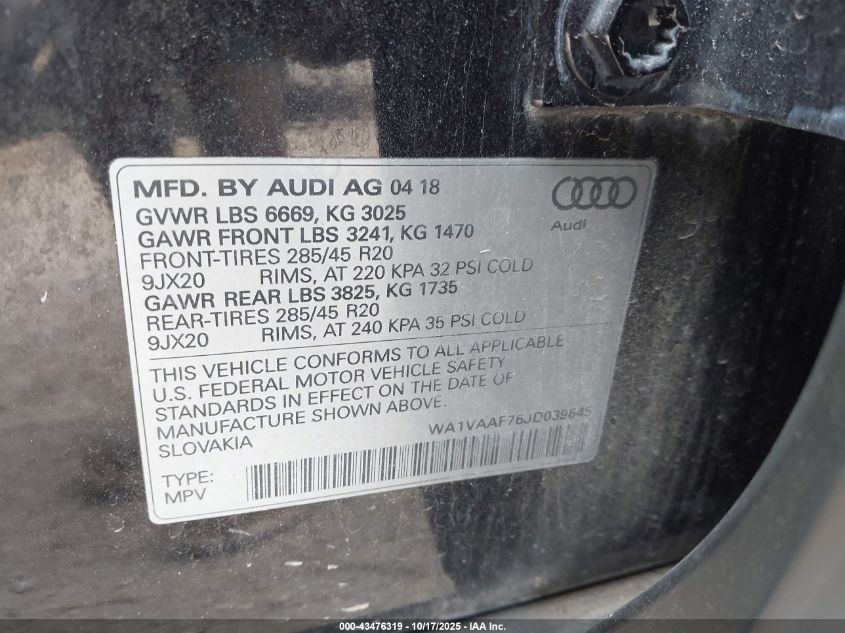 MFD. BY AUDI AG 04 18
Audi
GVWR LBS 6669, KG 3025
GAWR FRONT LBS 3241, KG 1470
FRONT-TIRES 285/45 R20
9JX20 RIMS, AT 220 KPA 32 PSI COLD
GAWR REAR LBS 3825, KG 1735
REAR-TIRES 285/45 R20
9JX20 RIMS, AT 240 KPA 35 PSI COLD
THIS VEHICLE CONFORMS TO ALL APPLICABLE
U.S. FEDERAL MOTOR VEHICLE SAFETY
STANDARDS IN EFFECT ON THE DATE OF
MANUFACTURE SHOWN ABOVE.
SLOVAKIA
WA1VAAF76JD039645
TYPE:
MPV
000-43476319 - 10/17/2025 - Copyright © IAA, Inc.